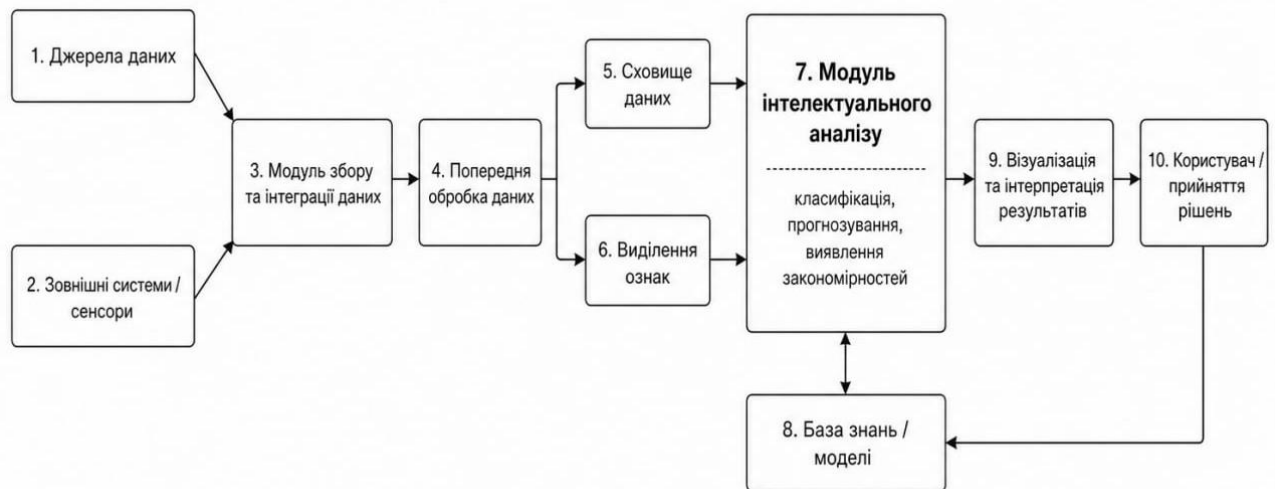 1. Джерела даних
2. Зовнішні системи /
сенсори
3. Модуль збору
та інтеграції даних
4. Попередня
обробка даних
5. Сховище
даних
6. Виділення
ознак
7. Модуль
інтелектуального
аналізу
класифікація,
прогнозування,
виявлення
закономірностей
8. База знань /
моделі
9. Візуалізація
та інтерпретація
результатів
10. Користувач /
прийняття
рішень